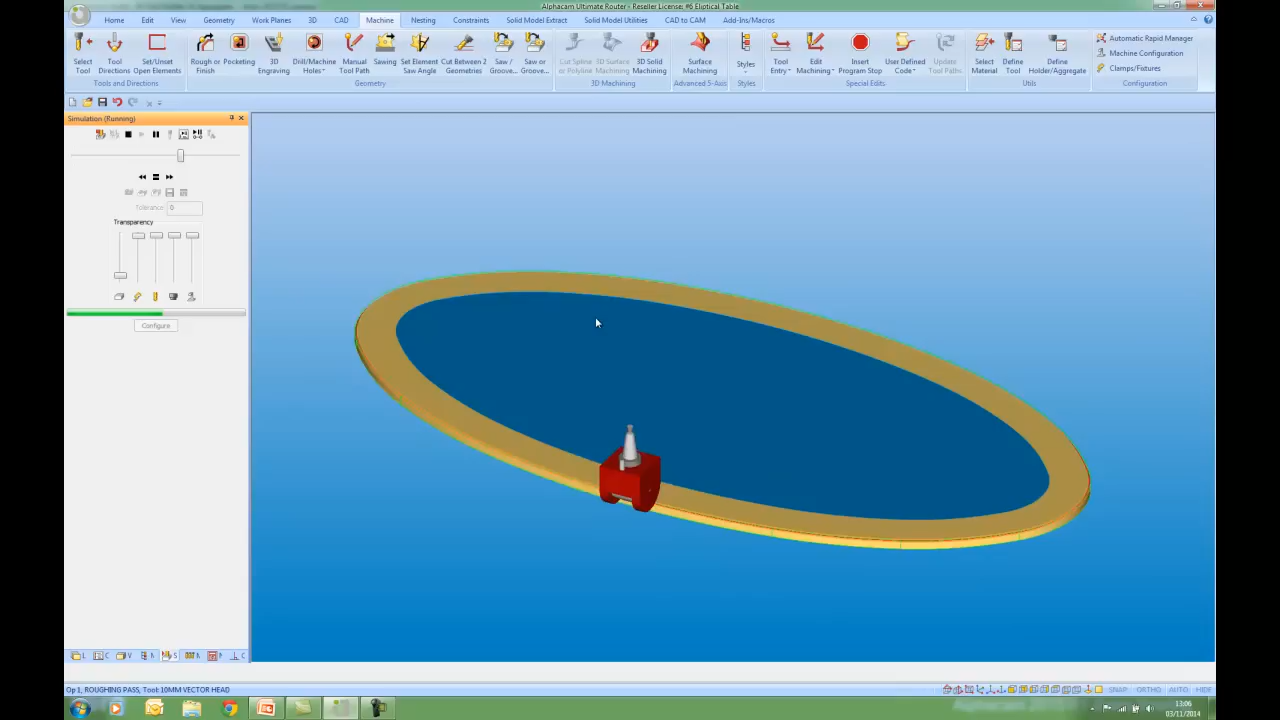 Alphacam Ultimate Router - Reseller License: #6 Eliptical Table
Home Edit View Geometry Work Planes 3D CAD Machine Nesting Constraints Solid Model Extract Solid Model Utilities CAD to CAM Add-Ins/Macros
Select Tool
Tool Directions
Set/Unset Open Elements
Rough or Finish
Pocketing
3D Engraving
Drill/Machine Holes
Manual Tool Path
Sawing
Set Element Saw Angle
Cut Between 2 Geometries
Saw / Groove...
Saw or Groove...
Cut Spline or Polyline
3D Surface Machining
3D Solid Machining
Surface Machining
Styles
Tool Entry
Edit Machining
Insert Program Stop
User Defined Code
Update Tool Paths
Select Material
Define Tool
Define Holder/Aggregate
Automatic Rapid Manager
Machine Configuration
Clamps/Fixtures
Tools and Directions
Geometry
3D Machining
Advanced 5-Axis
Styles
Special Edits
Utils
Configuration
Simulation (Running)
Tolerance 0
Transparency
Configure
Op 1, ROUGHING PASS, Tool: 10MM VECTOR HEAD
SNAP ORTHO AUTO HIDE
13:06
03/11/2014